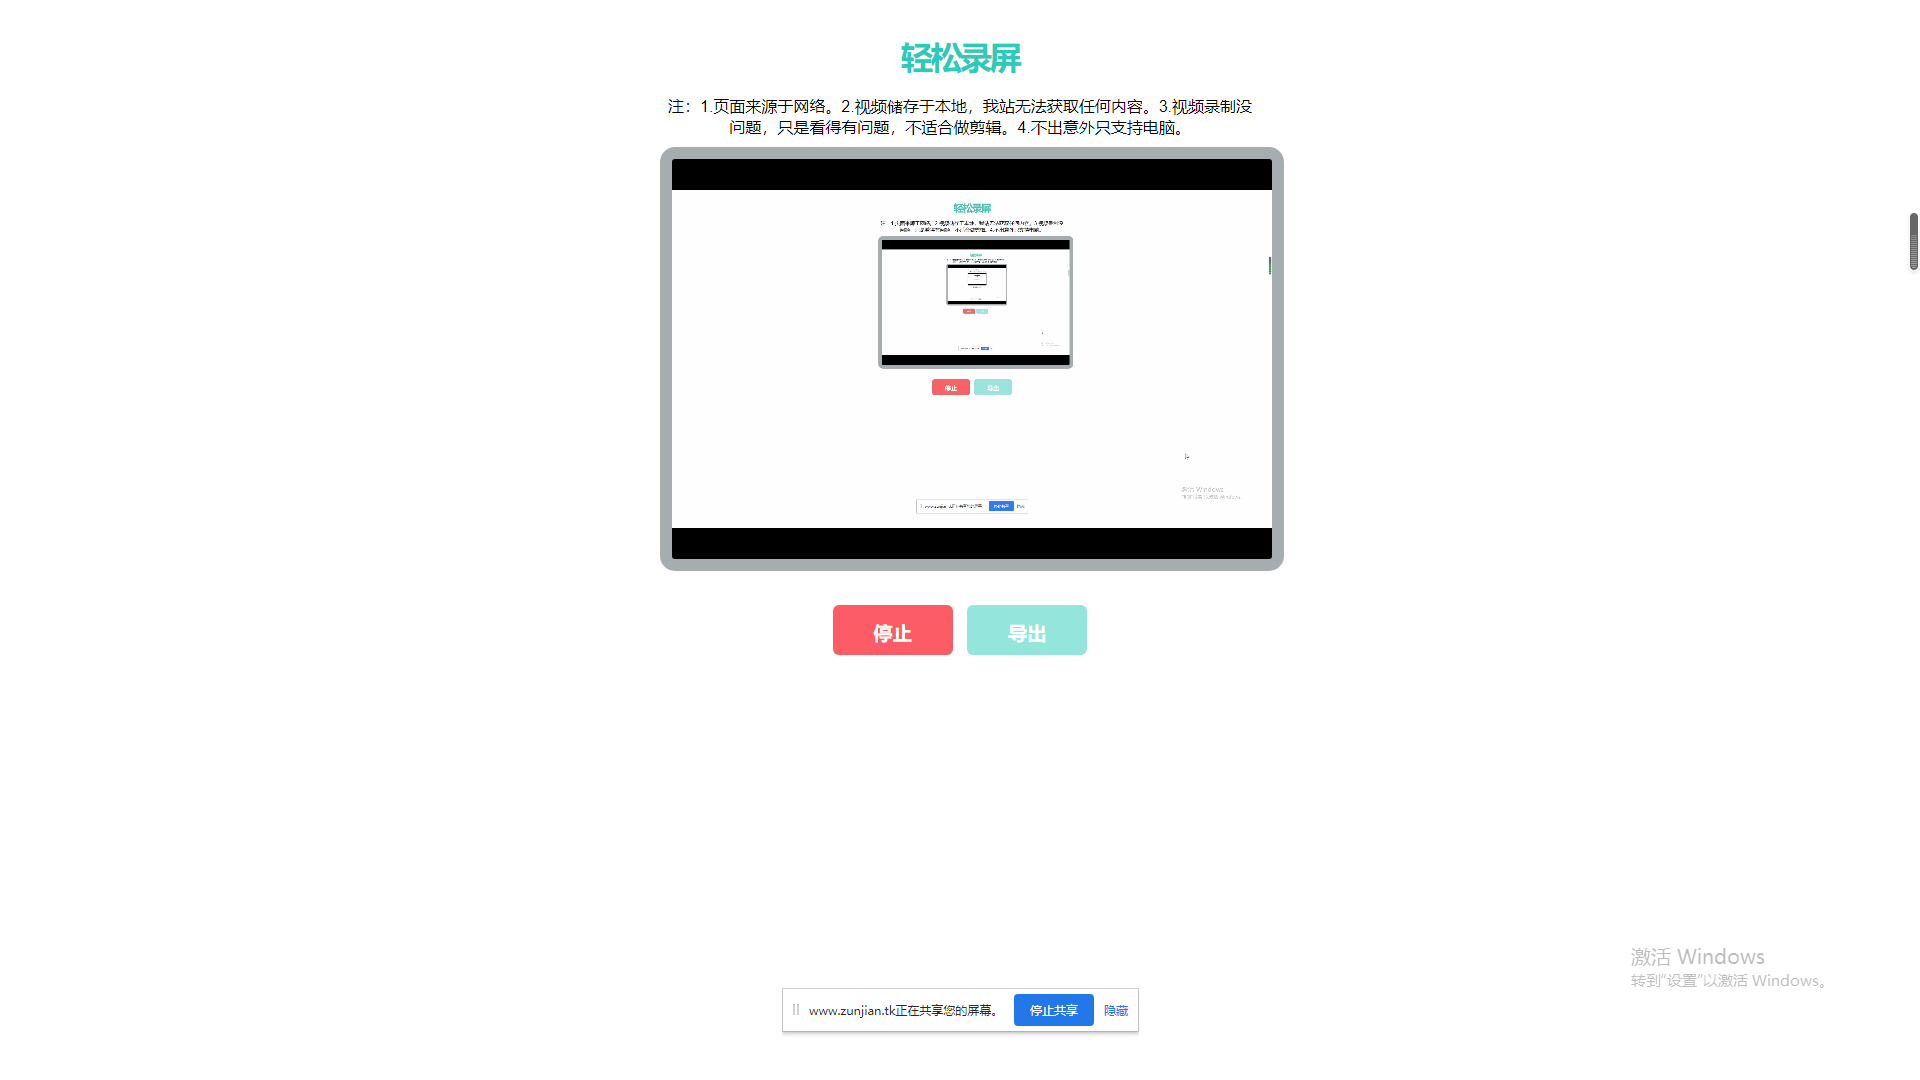 轻松录屏
注：1.页面来源于网络。2.视频储存于本地，我站无法获取任何内容。3.视频录制没
问题，只是看得有问题，不适合做剪辑。4.不出意外只支持电脑。
轻松录屏
停止 导出
激活 Windows
停止 导出
激活 Windows
转到"设置"以激活 Windows。
www.zunjian.tk正在共享您的屏幕。 停止共享 隐藏